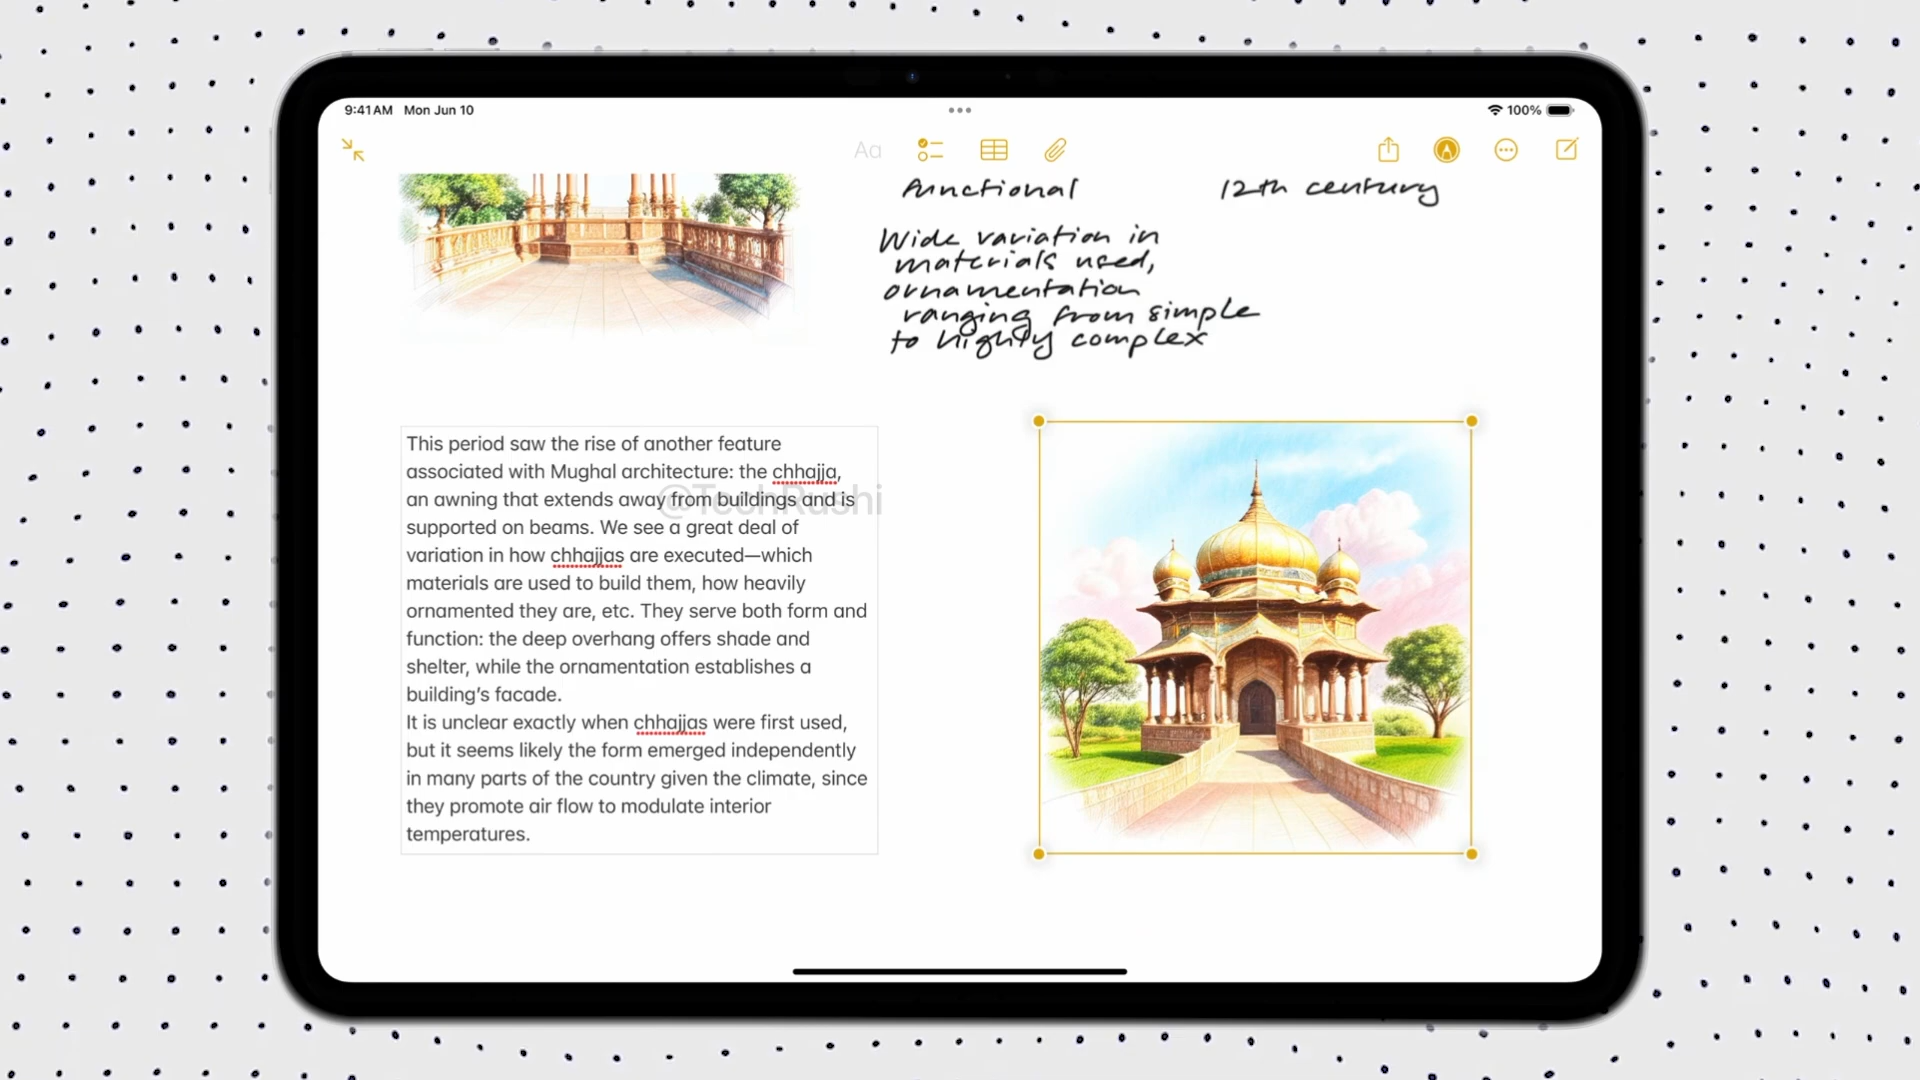 9:41 AM Mon Jun 10
100%
Aa
functional
12th century
Wide variation in
materials used,
ornamentation
ranging from simple
to highly complex
This period saw the rise of another feature
associated with Mughal architecture: the chhajja,
an awning that extends away from buildings and is
supported on beams. We see a great deal of
variation in how chhajjas are executed—which
materials are used to build them, how heavily
ornamented they are, etc. They serve both form and
function: the deep overhang offers shade and
shelter, while the ornamentation establishes a
building's facade.
It is unclear exactly when chhajjas were first used,
but it seems likely the form emerged independently
in many parts of the country given the climate, since
they promote air flow to modulate interior
temperatures.
@TechRushi